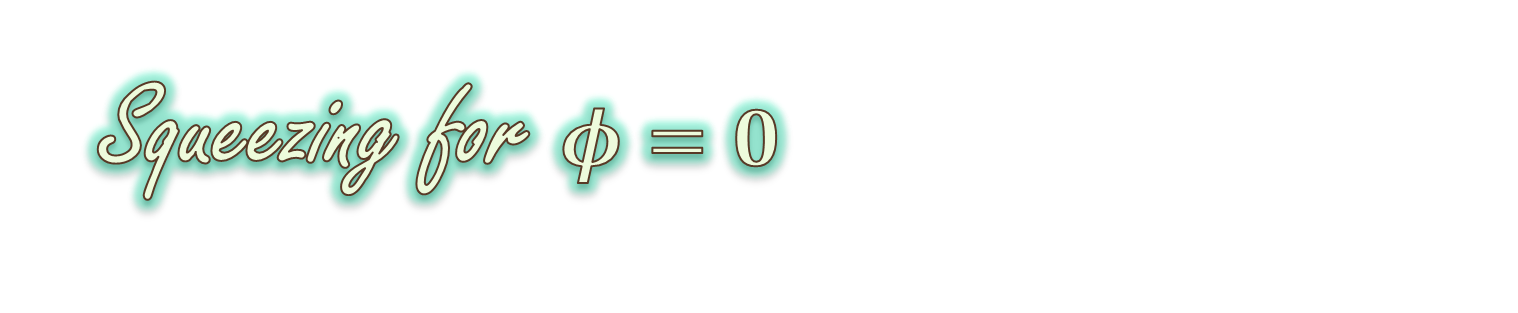 Squeezing for ϕ = 0